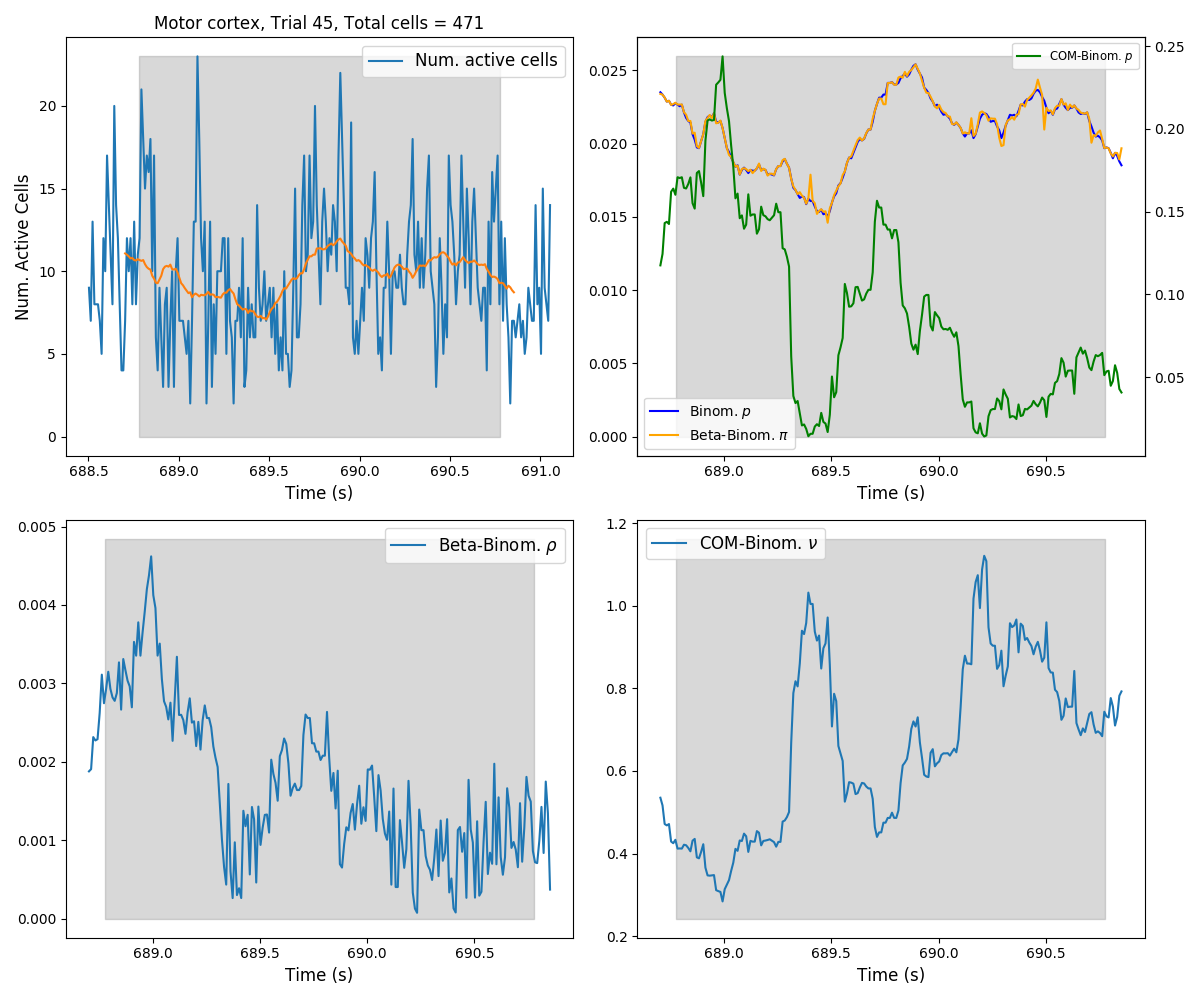 Motor cortex, Trial 45, Total cells = 471
Num. active cells
Num. Active Cells
20
15
10
5
0
688.5 689.0 689.5 690.0 690.5 691.0
Time (s)
COM-Binom. p
0.025
0.020
0.015
0.010
0.005
0.000
0.25
0.20
0.15
0.10
0.05
Binom. p
Beta-Binom. π
689.0 689.5 690.0 690.5
Time (s)
Beta-Binom. ρ
0.005
0.004
0.003
0.002
0.001
0.000
689.0 689.5 690.0 690.5
Time (s)
COM-Binom. ν
1.2
1.0
0.8
0.6
0.4
0.2
689.0 689.5 690.0 690.5
Time (s)